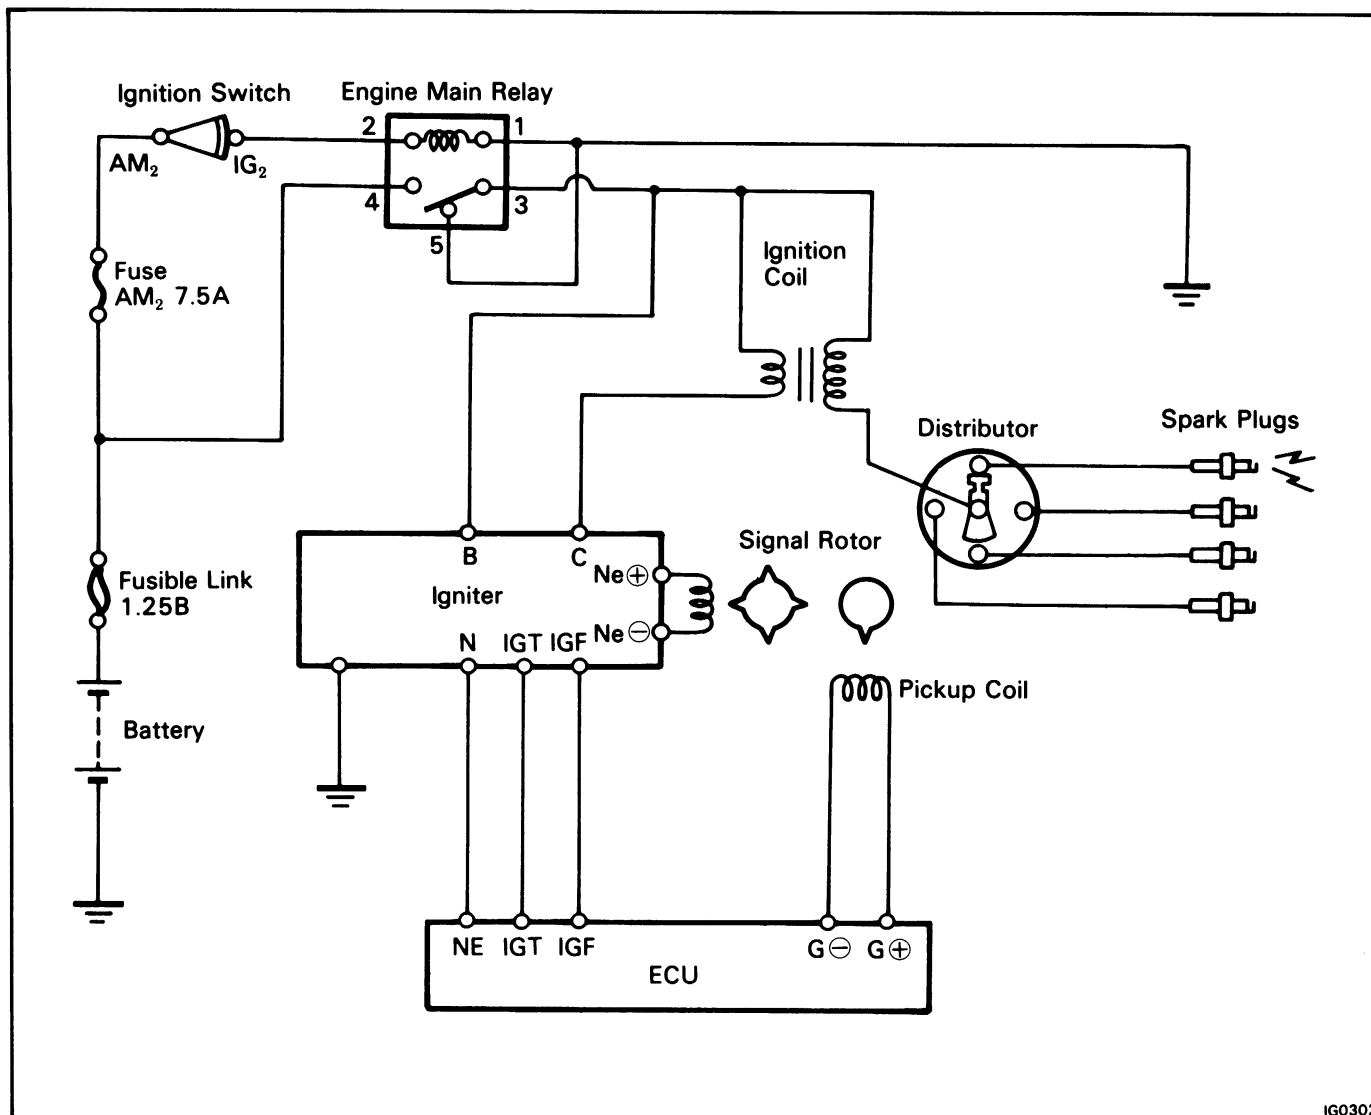 Ignition Switch
Engine Main Relay
2
1
AM₂
IG₂
4
3
5
Fuse
AM₂ 7.5A
Ignition
Coil
Distributor
Spark Plugs
B
C
Signal Rotor
Ne⊕
Fusible Link
1.25B
Igniter
Ne⊖
N
IGT
IGF
Pickup Coil
Battery
NE
IGT
IGF
G⊖
G⊕
ECU